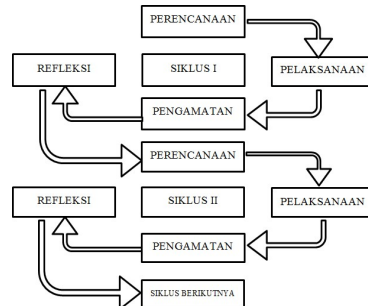 PERENCANAAN
REFLEKSI
SIKLUS I
PELAKSANAAN
PENGAMATAN
PERENCANAAN
REFLEKSI
SIKLUS II
PELAKSANAAN
PENGAMATAN
SIKLUS BERIKUTNYA